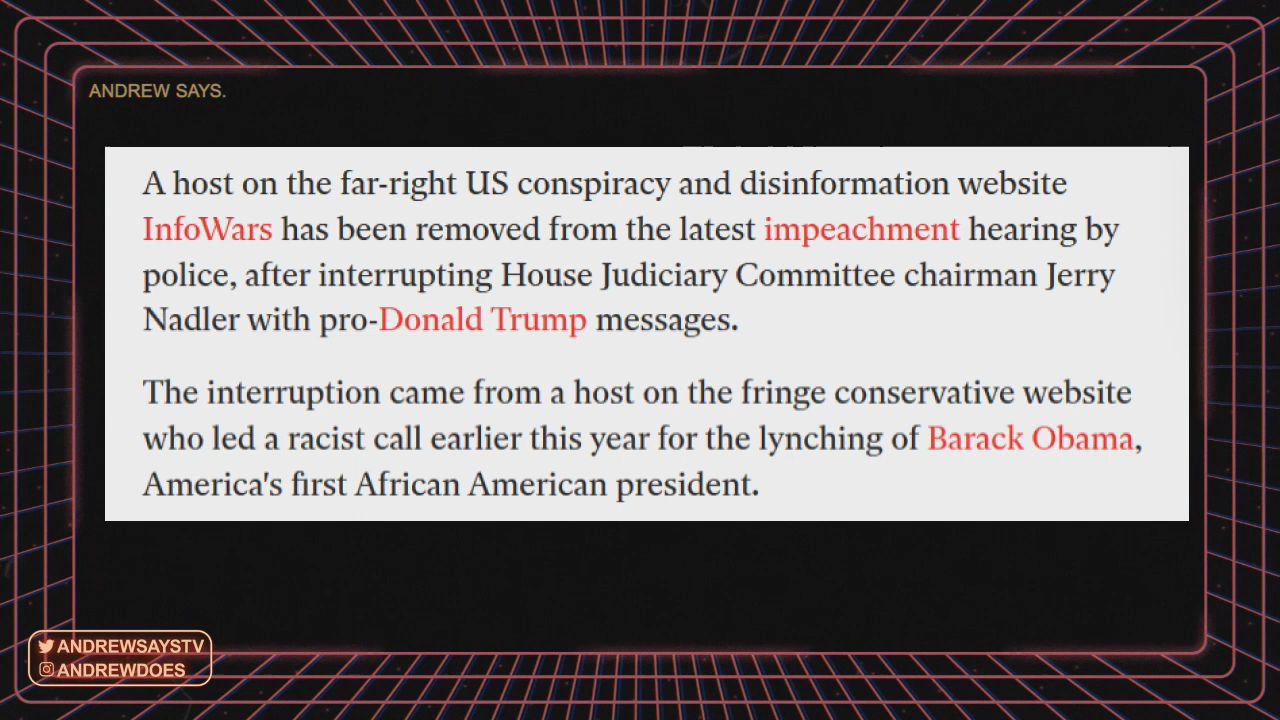 ANDREW SAYS.
A host on the far-right US conspiracy and disinformation website
InfoWars has been removed from the latest impeachment hearing by
police, after interrupting House Judiciary Committee chairman Jerry
Nadler with pro-Donald Trump messages.
The interruption came from a host on the fringe conservative website
who led a racist call earlier this year for the lynching of Barack Obama,
America's first African American president.
ANDREWSAYSTV
ANDREWDOES